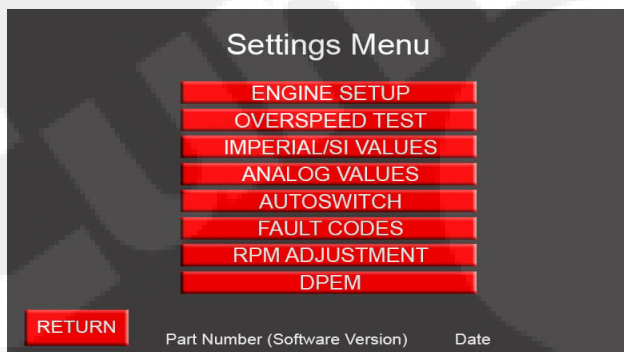 Settings Menu
ENGINE SETUP
OVERSPEED TEST
IMPERIAL/SI VALUES
ANALOG VALUES
AUTOSWITCH
FAULT CODES
RPM ADJUSTMENT
DPEM
RETURN
Part Number (Software Version) Date